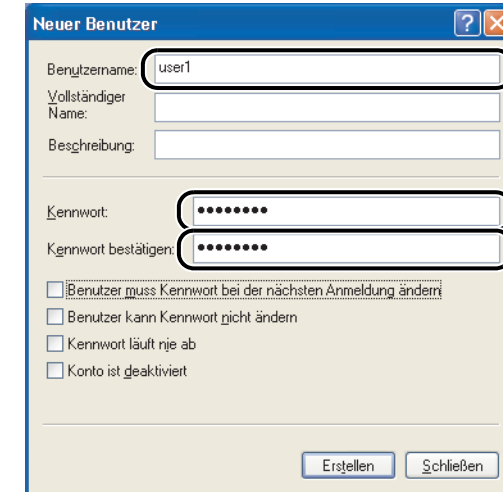 Neuer Benutzer
Benutzername: user1
Vollständiger
Name:
Beschreibung:
Kennwort: ●●●●●●●●
Kennwort bestätigen: ●●●●●●●●
Benutzer muss Kennwort bei der nächsten Anmeldung ändern
Benutzer kann Kennwort nicht ändern
Kennwort läuft nie ab
Konto ist deaktiviert
Erstellen Schließen